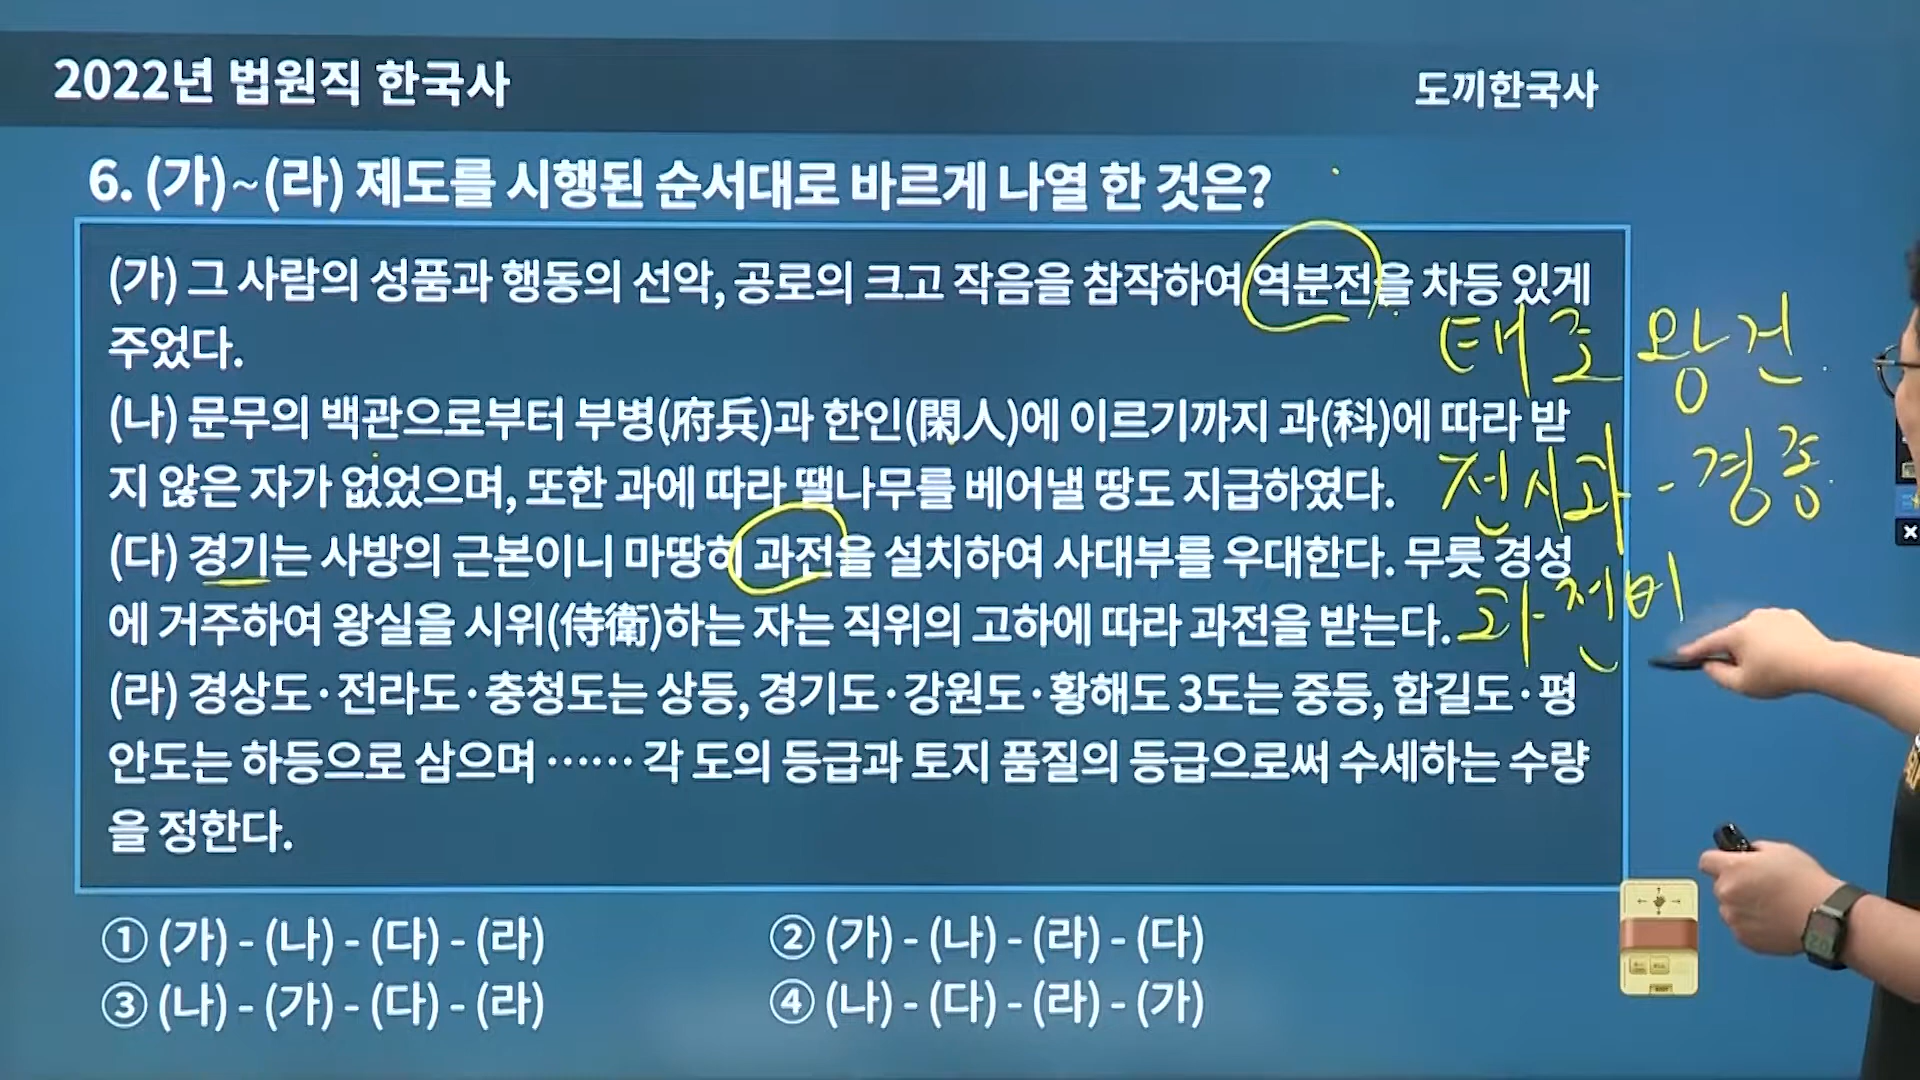 2022년 법원직 한국사
도끼한국사
6. (가)~(라) 제도를 시행된 순서대로 바르게 나열 한 것은?
(가) 그 사람의 성품과 행동의 선악, 공로의 크고 작음을 참작하여 역분전을 차등 있게
주었다.
태조 왕건
(나) 문무의 백관으로부터 부병(府兵)과 한인(閑人)에 이르기까지 과(科)에 따라 받
지 않은 자가 없었으며, 또한 과에 따라 땔나무를 베어낼 땅도 지급하였다.
전시과 - 경종
(다) 경기는 사방의 근본이니 마땅히 과전을 설치하여 사대부를 우대한다. 무릇 경성
에 거주하여 왕실을 시위(侍衛)하는 자는 직위의 고하에 따라 과전을 받는다.
과전비
(라) 경상도·전라도·충청도는 상등, 경기도·강원도·황해도 3도는 중등, 함길도·평
안도는 하등으로 삼으며 …… 각 도의 등급과 토지 품질의 등급으로써 수세하는 수량
을 정한다.
① (가) - (나) - (다) - (라)
② (가) - (나) - (라) - (다)
③ (나) - (가) - (다) - (라)
④ (나) - (다) - (라) - (가)